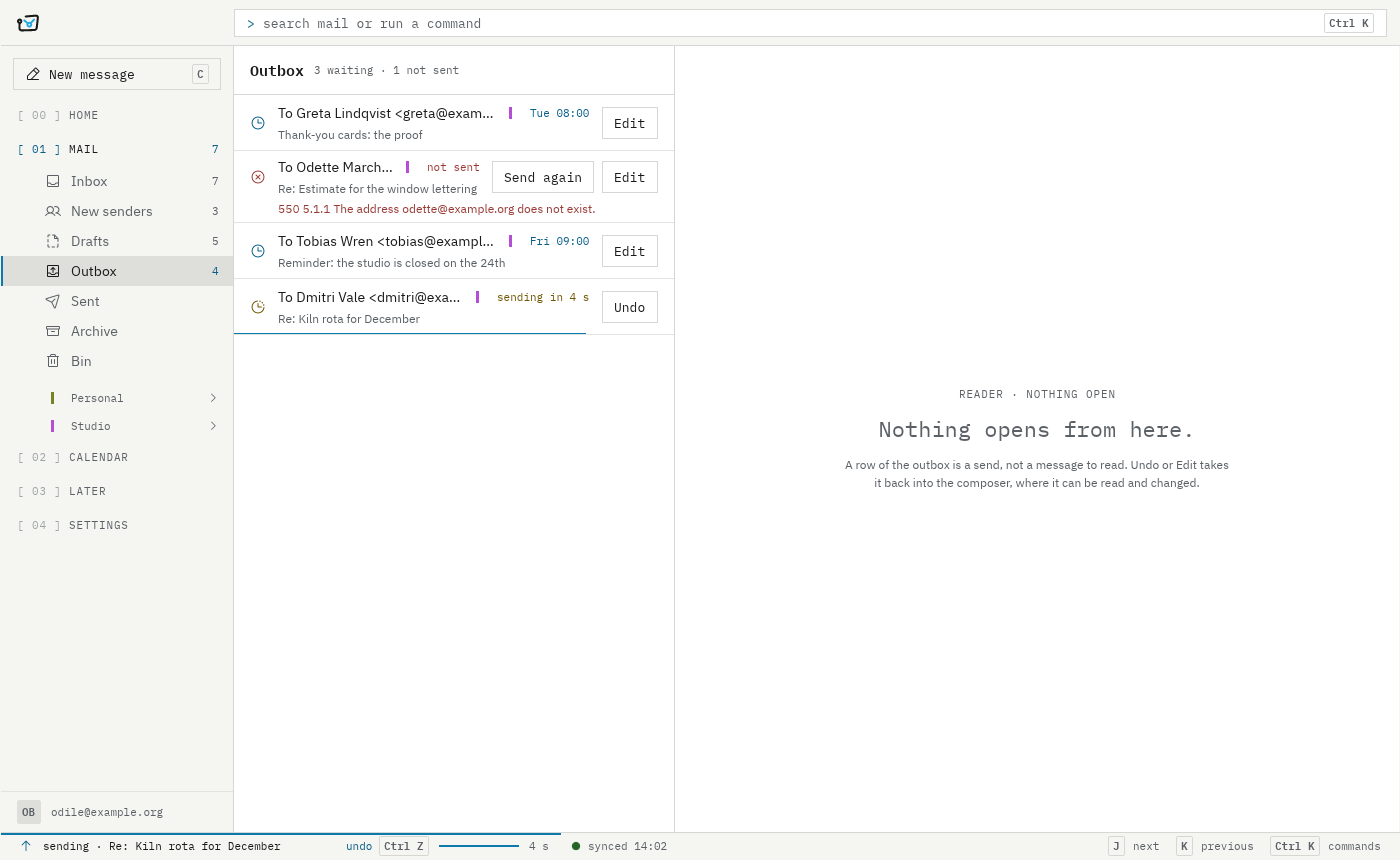 > search mail or run a command Ctrl K
New message C
[ 00 ] HOME
[ 01 ] MAIL 7
Inbox 7
New senders 3
Drafts 5
Outbox 4
Sent
Archive
Bin
Personal
Studio
[ 02 ] CALENDAR
[ 03 ] LATER
[ 04 ] SETTINGS
OB odile@example.org
Outbox 3 waiting · 1 not sent
To Greta Lindqvist <greta@exam... Tue 08:00 Edit
Thank-you cards: the proof
To Odette March... not sent Send again Edit
Re: Estimate for the window lettering
550 5.1.1 The address odette@example.org does not exist.
To Tobias Wren <tobias@exampl... Fri 09:00 Edit
Reminder: the studio is closed on the 24th
To Dmitri Vale <dmitri@exa... sending in 4 s Undo
Re: Kiln rota for December
READER · NOTHING OPEN
Nothing opens from here.
A row of the outbox is a send, not a message to read. Undo or Edit takes
it back into the composer, where it can be read and changed.
sending · Re: Kiln rota for December undo Ctrl Z 4 s synced 14:02 J next K previous Ctrl K commands